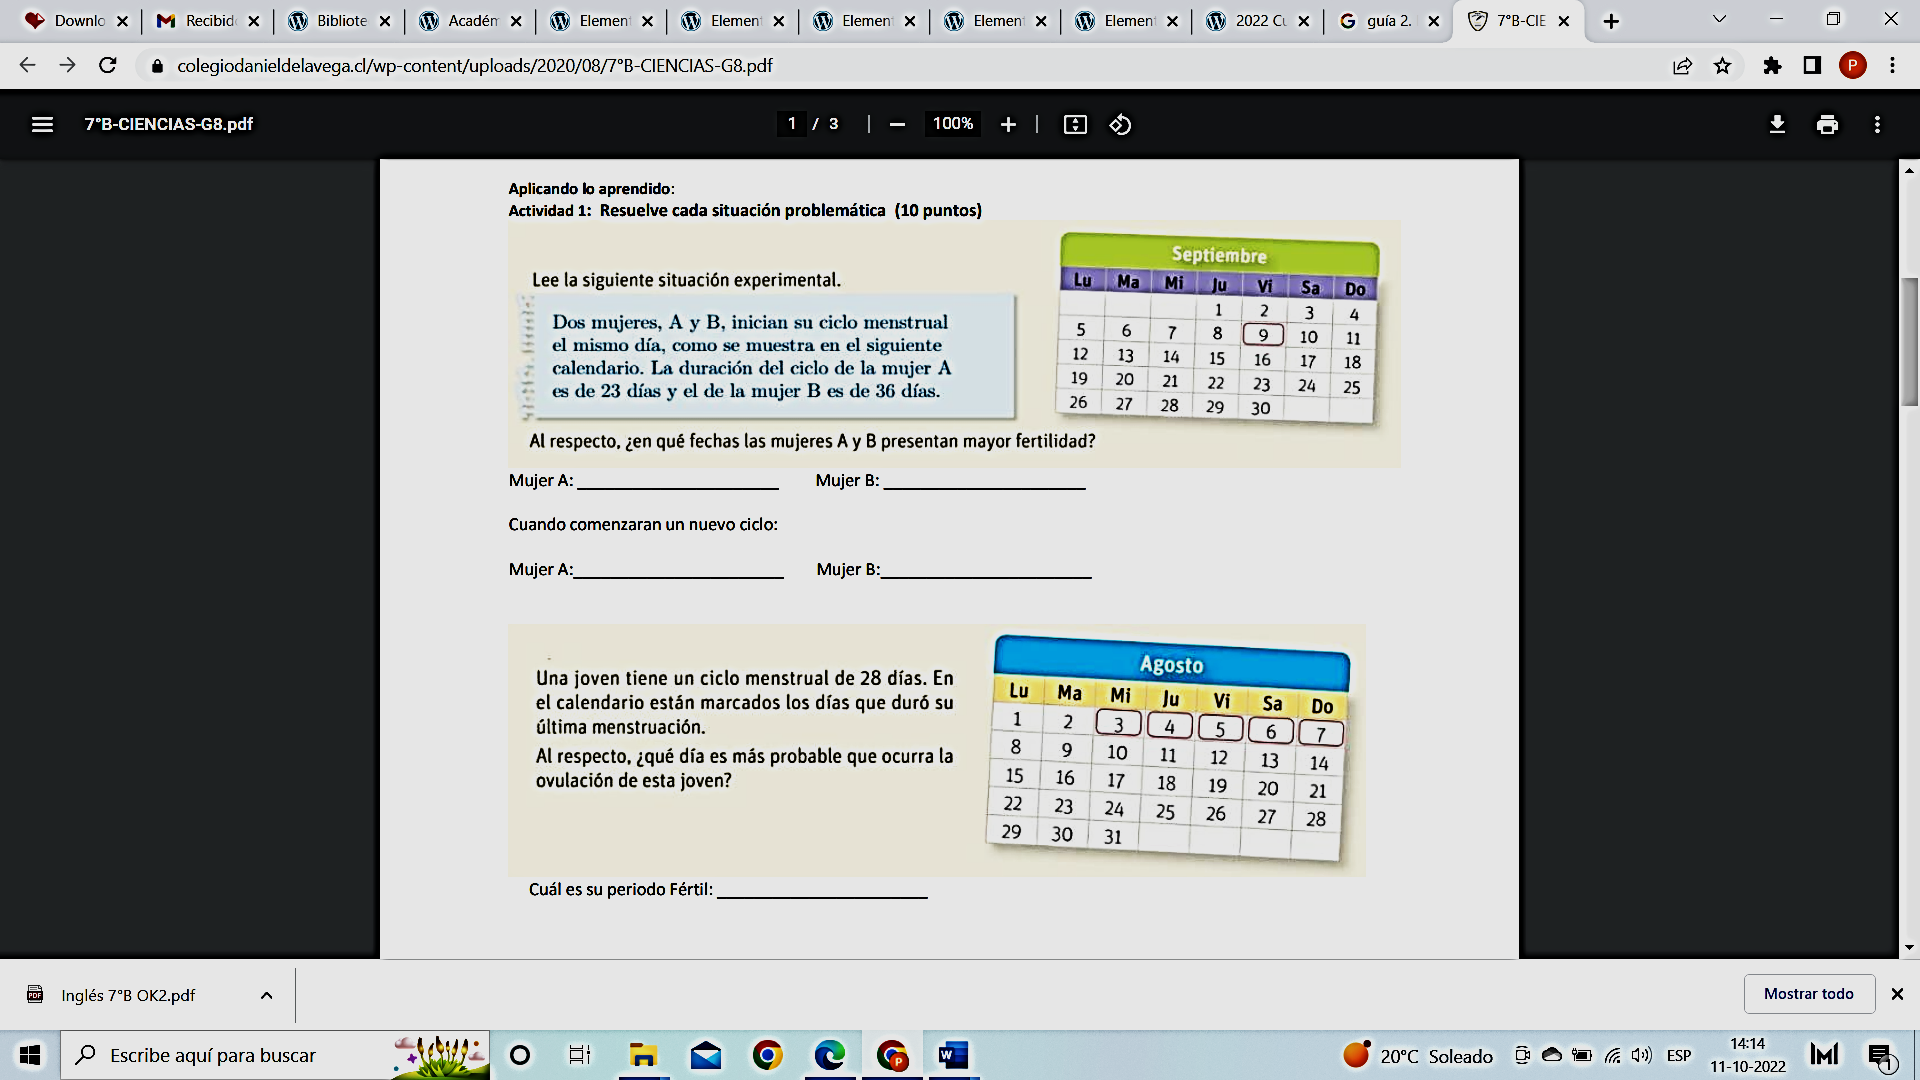 Downlo
Recibid
Bibliote
Académ
Element
Element
Element
Element
Element
2022 Cu
guía 2.
7°B-CIE
colegiodanieldelavega.cl/wp-content/uploads/2020/08/7°B-CIENCIAS-G8.pdf
P
7°B-CIENCIAS-G8.pdf
1 / 3
100%
Aplicando lo aprendido:
Actividad 1: Resuelve cada situación problemática (10 puntos)
Lee la siguiente situación experimental.
Dos mujeres, A y B, inician su ciclo menstrual
el mismo día, como se muestra en el siguiente
calendario. La duración del ciclo de la mujer A
es de 23 días y el de la mujer B es de 36 días.
Septiembre
Lu Ma Mi Ju Vi Sa Do
1 2 3 4
5 6 7 8 9 10 11
12 13 14 15 16 17 18
19 20 21 22 23 24 25
26 27 28 29 30
Al respecto, ¿en qué fechas las mujeres A y B presentan mayor fertilidad?
Mujer A: ____________________ Mujer B: ____________________
Cuando comenzaran un nuevo ciclo:
Mujer A:____________________ Mujer B:____________________
Una joven tiene un ciclo menstrual de 28 días. En
el calendario están marcados los días que duró su
última menstruación.
Al respecto, ¿qué día es más probable que ocurra la
ovulación de esta joven?
Agosto
Lu Ma Mi Ju Vi Sa Do
1 2 3 4 5 6 7
8 9 10 11 12 13 14
15 16 17 18 19 20 21
22 23 24 25 26 27 28
29 30 31
Cuál es su periodo Fértil: ____________________
Inglés 7°B OK2.pdf
Mostrar todo
Escribe aquí para buscar
20°C Soleado
ESP
14:14
11-10-2022
1